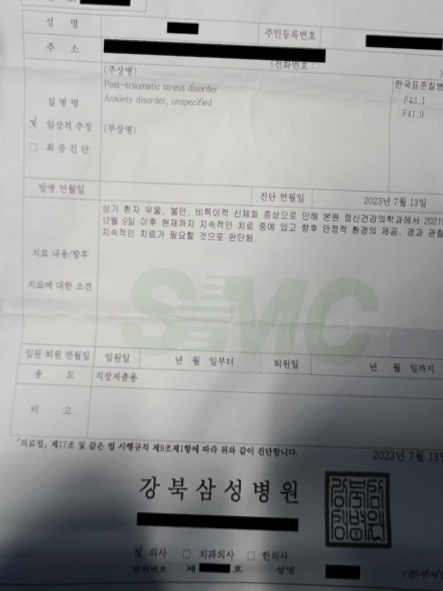 성 명
주민등록번호
주 소
(전화번호 :
(주상병)
한국표준질병
Post-traumatic stress disorder
F43.1
Anxiety disorder, unspecified
F41.9
질 병 명
임상적 추정
(부상병)
□ 최 종 진 단
발병 연월일
진단 연월일
2023년 7월 13일
상기 환자 우울, 불안, 비특이적 신체화 증상으로 인해 본원 정신건강의학과에서 2021
12월 9일 이후 현재까지 지속적인 치료 중에 있고 향후 안정적 환경의 제공, 경과 관찰
지속적인 치료가 필요할 것으로 판단됨.
치료 내용/향후
치료에 대한 소견
SMC
입원·퇴원 연월일
입원일
년 월 일부터
퇴원일
년 월 일까지
용 도
직장제출용
비 고
「의료법」 제17조 및 같은 법 시행규칙 제9조제1항에 따라 위와 같이 진단합니다.
2023년 7월 13일
강북삼성병원
의사 □ 치과의사 □ 한의사
면허번호 제 호 성명